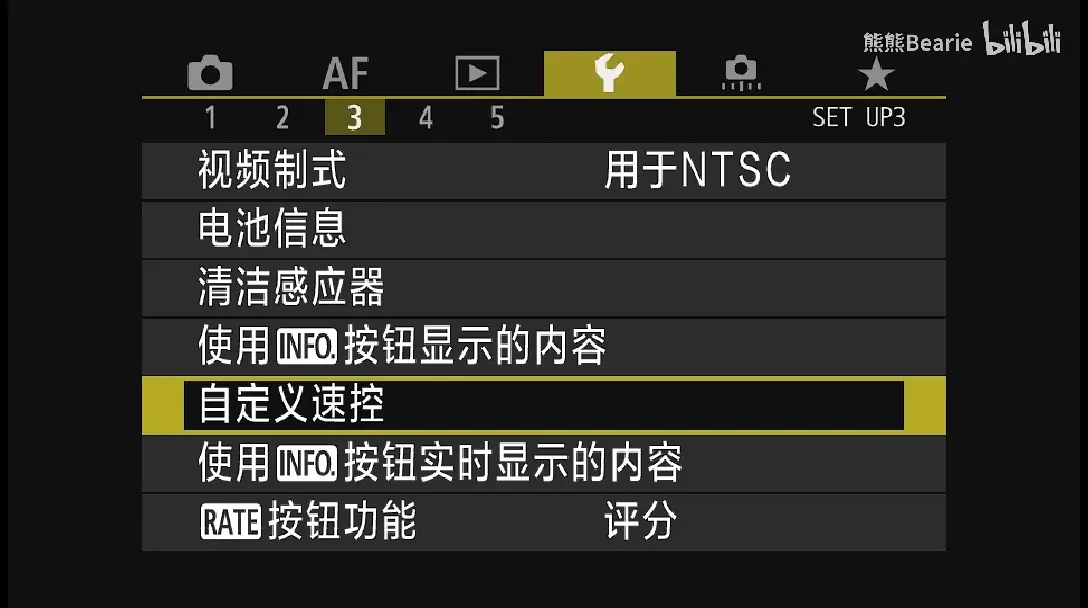 熊熊Bearie bilibili
AF
1 2 3 4 5 SET UP3
视频制式 用于NTSC
电池信息
清洁感应器
使用INFO.按钮显示的内容
自定义速控
使用INFO.按钮实时显示的内容
RATE按钮功能 评分